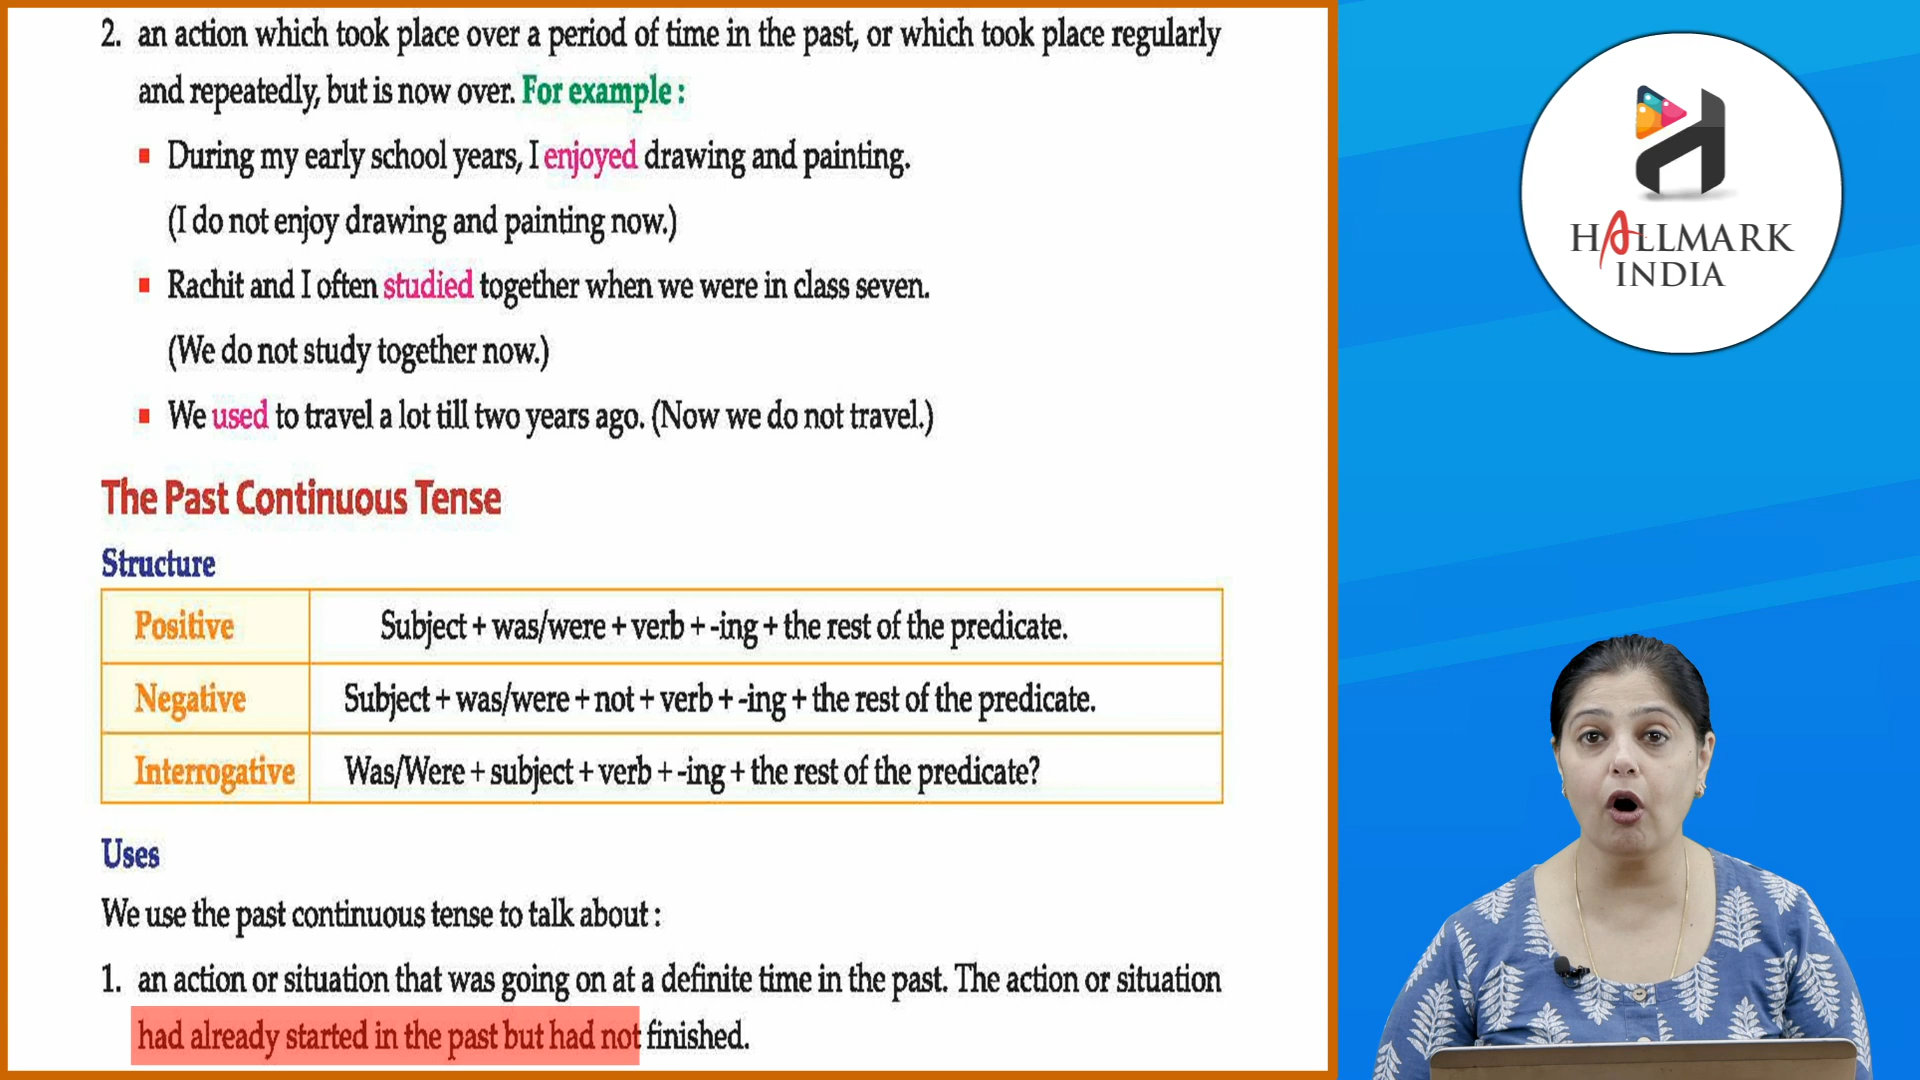 2. an action which took place over a period of time in the past, or which took place regularly
and repeatedly, but is now over. For example :
▪ During my early school years, I enjoyed drawing and painting.
(I do not enjoy drawing and painting now.)
▪ Rachit and I often studied together when we were in class seven.
(We do not study together now.)
▪ We used to travel a lot till two years ago. (Now we do not travel.)
The Past Continuous Tense
Structure
Positive Subject + was/were + verb + -ing + the rest of the predicate.
Negative Subject + was/were + not + verb + -ing + the rest of the predicate.
Interrogative Was/Were + subject + verb + -ing + the rest of the predicate?
Uses
We use the past continuous tense to talk about :
1. an action or situation that was going on at a definite time in the past. The action or situation
had already started in the past but had not finished.
HALLMARK
INDIA